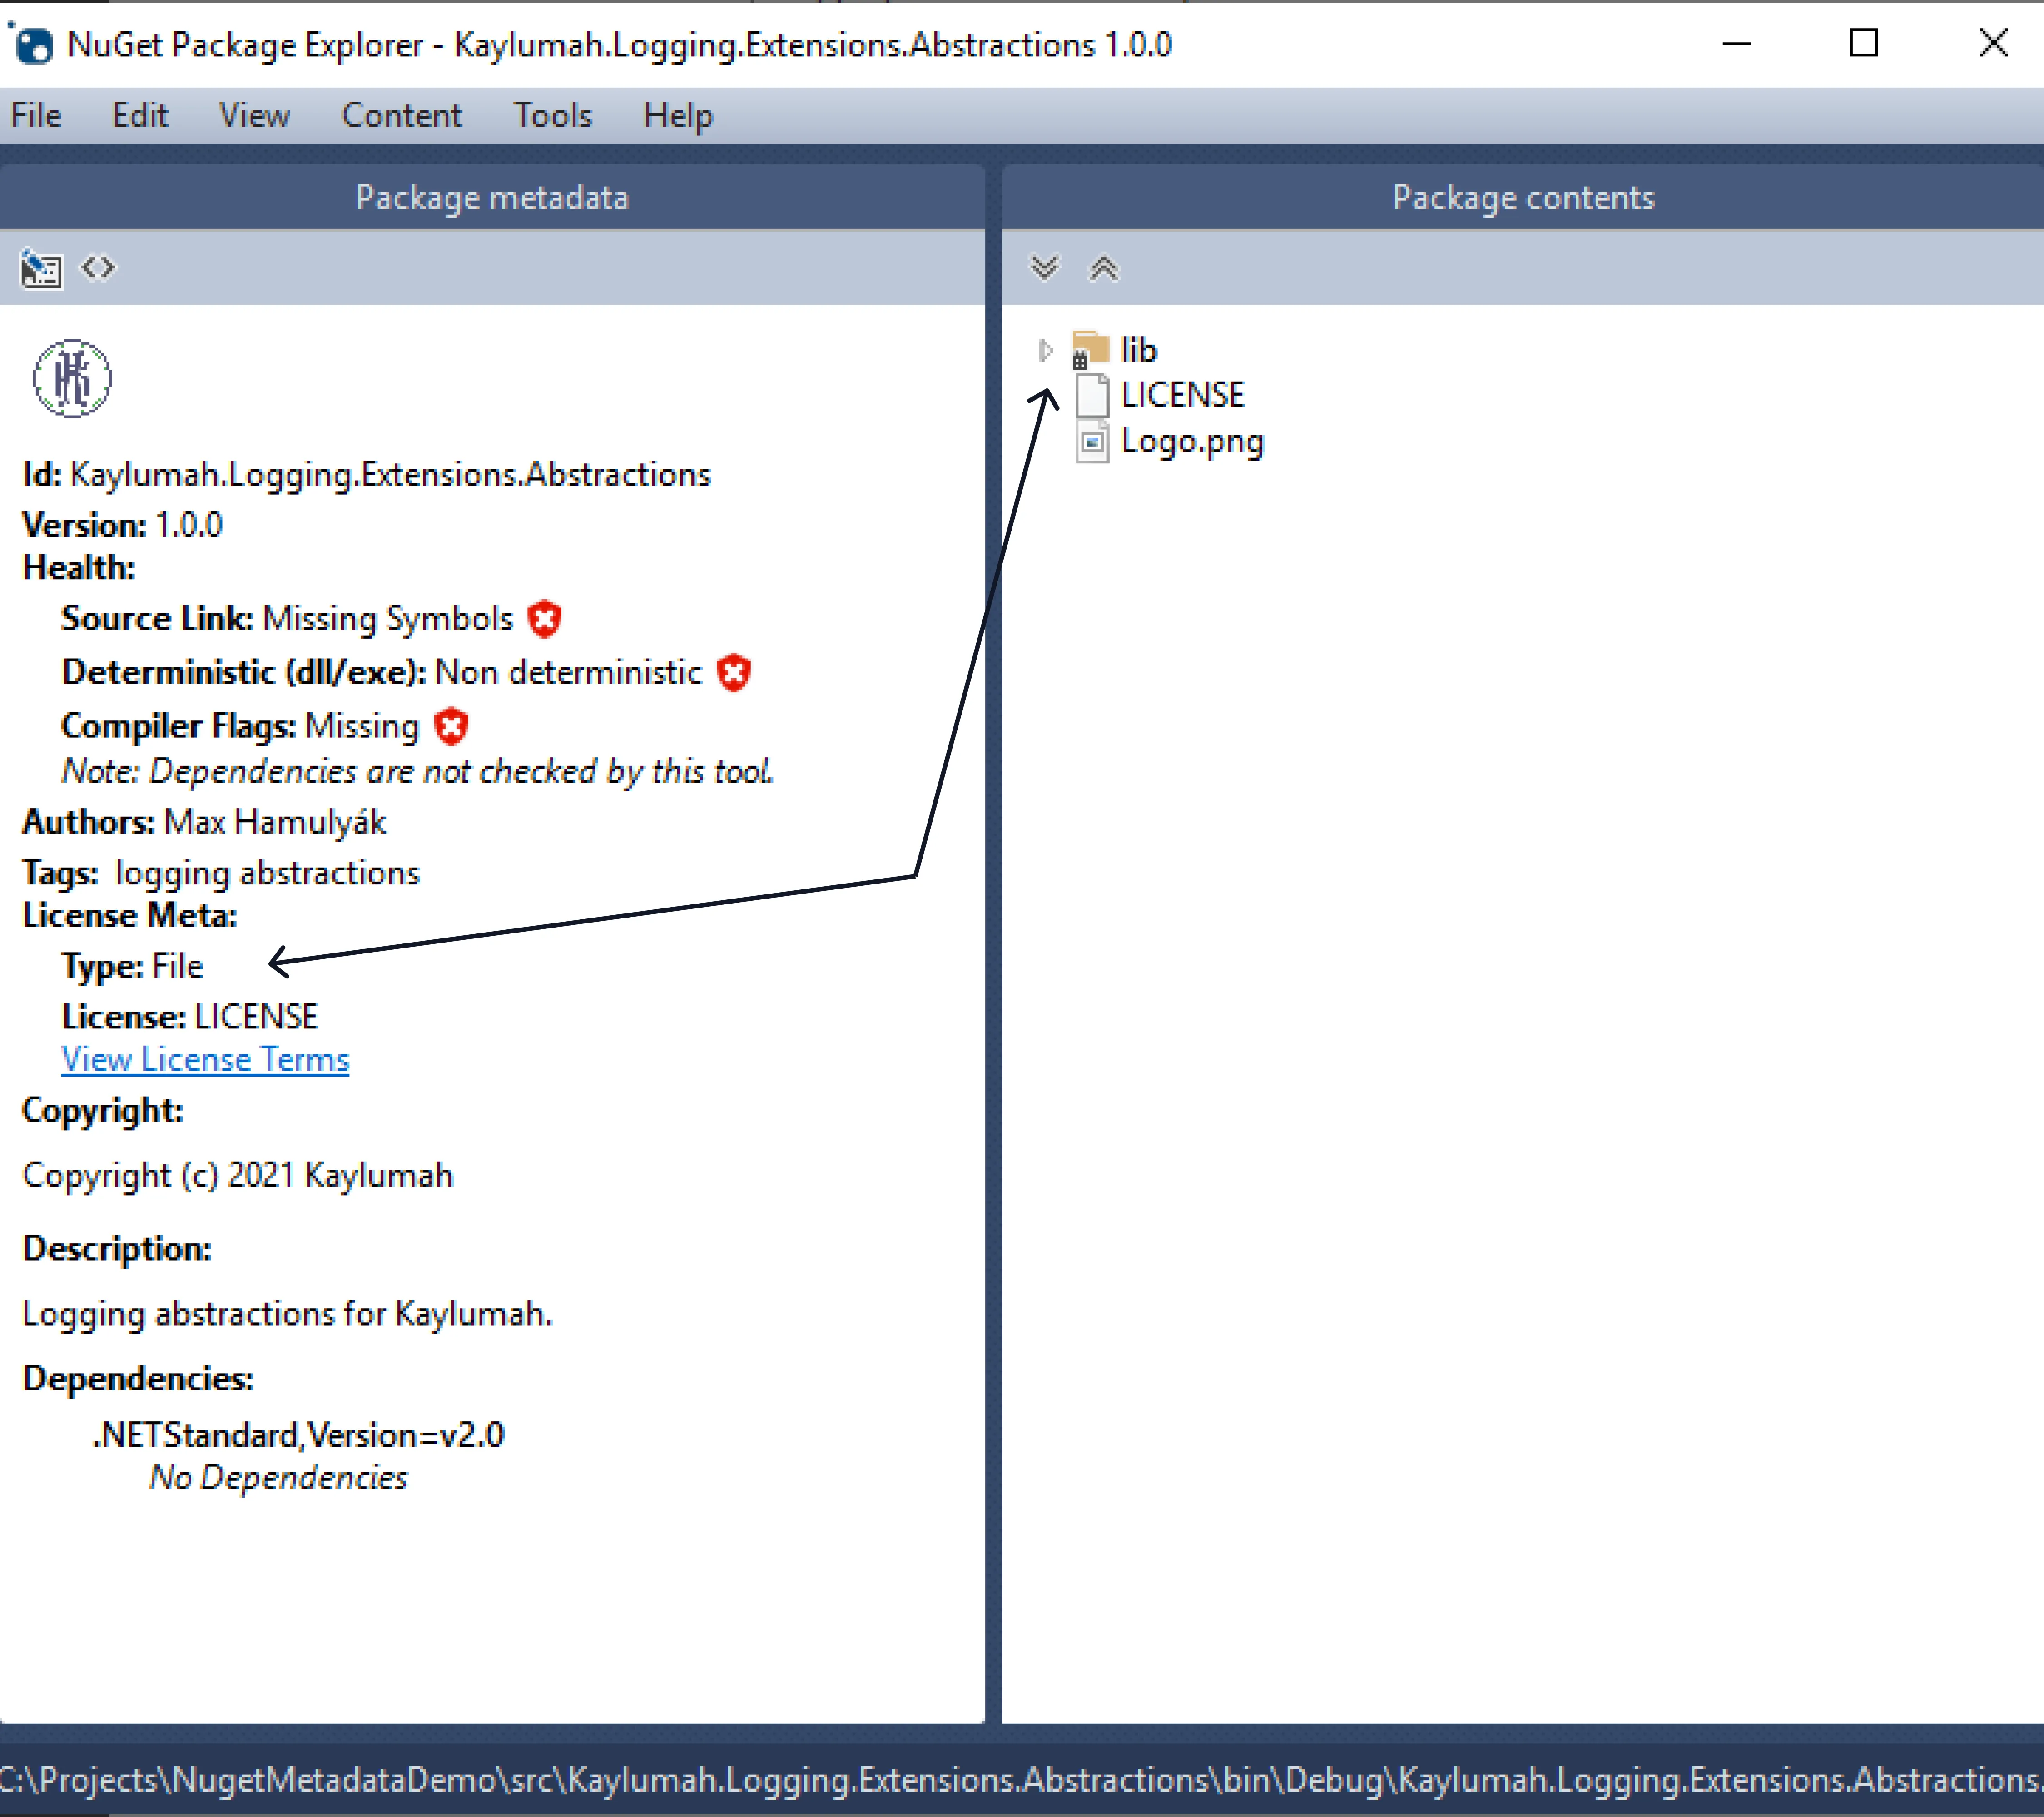 NuGet Package Explorer - Kaylumah.Logging.Extensions.Abstractions 1.0.0
File Edit View Content Tools Help
Package metadata
Id: Kaylumah.Logging.Extensions.Abstractions
Version: 1.0.0
Health:
Source Link: Missing Symbols
Deterministic (dll/exe): Non deterministic
Compiler Flags: Missing
Note: Dependencies are not checked by this tool.
Authors: Max Hamulyák
Tags: logging abstractions
License Meta:
Type: File
License: LICENSE
View License Terms
Copyright:
Copyright (c) 2021 Kaylumah
Description:
Logging abstractions for Kaylumah.
Dependencies:
.NETStandard,Version=v2.0
No Dependencies
Package contents
lib
LICENSE
Logo.png
C:\Projects\NugetMetadataDemo\src\Kaylumah.Logging.Extensions.Abstractions\bin\Debug\Kaylumah.Logging.Extensions.Abstractions.